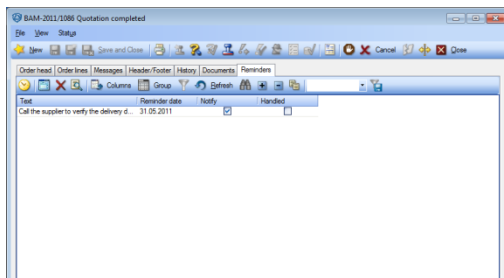 BAM-2011/1086 Quotation completed
File View Status
New Save and Close Cancel Close
Order head Order lines Messages Header/Footer History Documents Reminders
Columns Group Refresh
Text Reminder date Notify Handled
Call the supplier to verify the delivery d... 31.05.2011